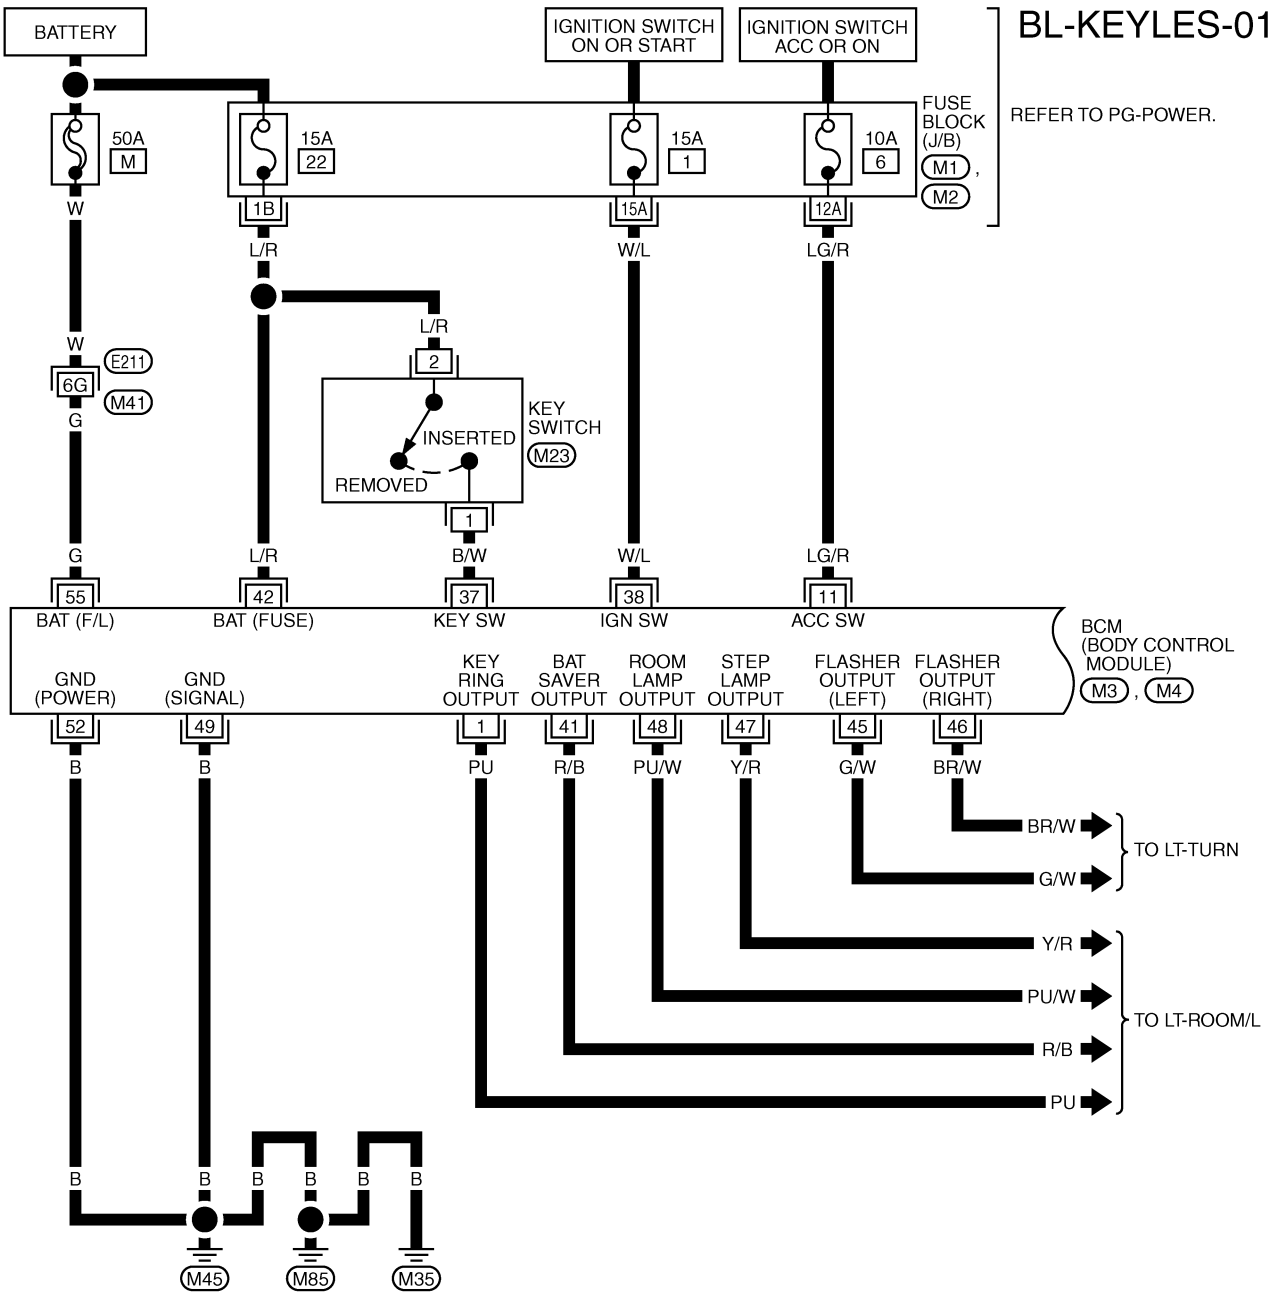 BL-KEYLES-01
BATTERY
IGNITION SWITCH
ON OR START
IGNITION SWITCH
ACC OR ON
REFER TO PG-POWER.
50A
M
15A
22
15A
1
10A
6
FUSE
BLOCK
(J/B)
M1 ,
M2
1B
15A
12A
W
L/R
W/L
LG/R
L/R
W
E211
6G
M41
G
2
KEY
SWITCH
M23
INSERTED
REMOVED
1
G
L/R
B/W
W/L
LG/R
55
42
37
38
11
BAT (F/L)
BAT (FUSE)
KEY SW
IGN SW
ACC SW
BCM
(BODY CONTROL
MODULE)
M3 , M4
GND
(POWER)
GND
(SIGNAL)
KEY
RING
OUTPUT
BAT
SAVER
OUTPUT
ROOM
LAMP
OUTPUT
STEP
LAMP
OUTPUT
FLASHER
OUTPUT
(LEFT)
FLASHER
OUTPUT
(RIGHT)
52
49
1
41
48
47
45
46
B
B
PU
R/B
PU/W
Y/R
G/W
BR/W
BR/W
G/W
TO LT-TURN
Y/R
PU/W
R/B
PU
TO LT-ROOM/L
B
B
B
B
B
B
M45
M85
M35